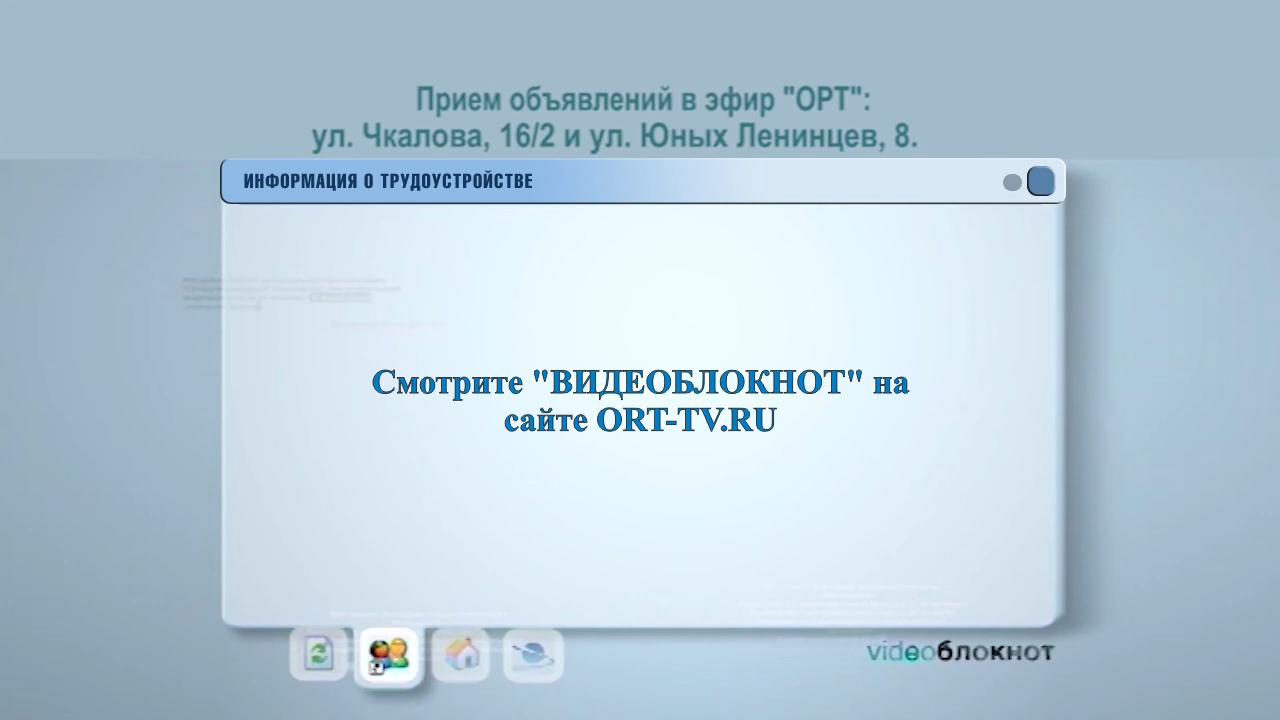 Прием объявлений в эфир "ОРТ":
ул. Чкалова, 16/2 и ул. Юных Ленинцев, 8.
ИНФОРМАЦИЯ О ТРУДОУСТРОЙСТВЕ
Смотрите "ВИДЕОБЛОКНОТ" на
сайте ORT-TV.RU
videoблокнот